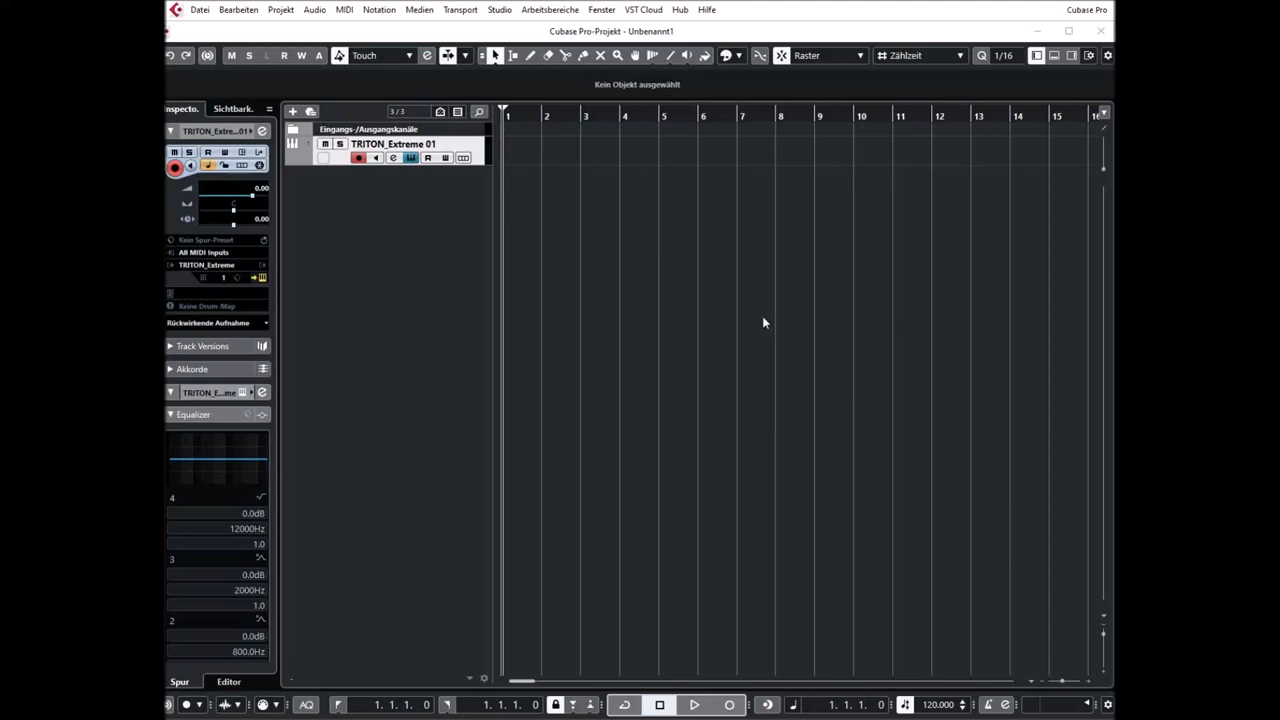 Datei Bearbeiten Projekt Audio MIDI Notation Medien Transport Studio Arbeitsbereiche Fenster VST Cloud Hub Hilfe Cubase Pro
Cubase Pro-Projekt - Unbenannt1
M S L R W A Touch Raster Zählzeit Q 1/16
Kein Objekt ausgewählt
Inspecto. Sichtbark. 3/3 1 2 3 4 5 6 7 8 9 10 11 12 13 14 15 16
TRITON_Extre...01 Eingangs-/Ausgangskanäle
M S TRITON_Extreme 01
M S R W
R W
0.00
C
0.00
Kein Spur-Preset
All MIDI Inputs
TRITON_Extreme
1
Keine Drum-Map
Rückwirkende Aufnahme
Track Versions
Akkorde
TRITON_E...me
Equalizer
4
0.0dB
12000Hz
1.0
3
0.0dB
2000Hz
1.0
2
0.0dB
800.0Hz
Spur Editor
AQ 1. 1. 1. 0 1. 1. 1. 0 1. 1. 1. 0 120.000